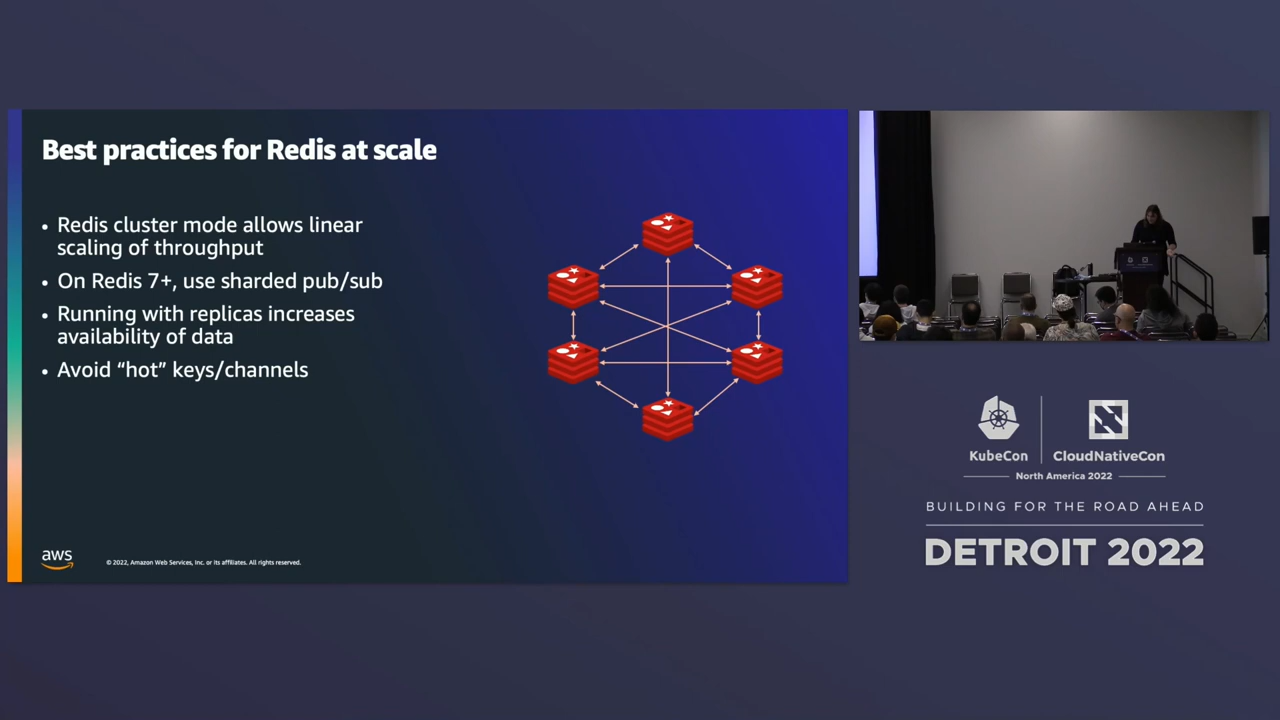 Best practices for Redis at scale
• Redis cluster mode allows linear
scaling of throughput
• On Redis 7+, use sharded pub/sub
• Running with replicas increases
availability of data
• Avoid “hot” keys/channels
aws
© 2022, Amazon Web Services, Inc. or its affiliates. All rights reserved.
KubeCon
CloudNativeCon
North America 2022
BUILDING FOR THE ROAD AHEAD
DETROIT 2022